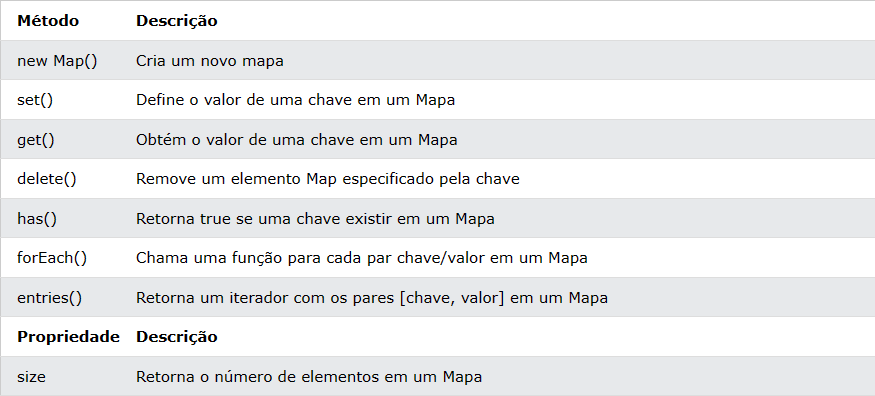 Método Descrição
new Map() Cria um novo mapa
set() Define o valor de uma chave em um Mapa
get() Obtém o valor de uma chave em um Mapa
delete() Remove um elemento Map especificado pela chave
has() Retorna true se uma chave existir em um Mapa
forEach() Chama uma função para cada par chave/valor em um Mapa
entries() Retorna um iterador com os pares [chave, valor] em um Mapa
Propriedade Descrição
size Retorna o número de elementos em um Mapa